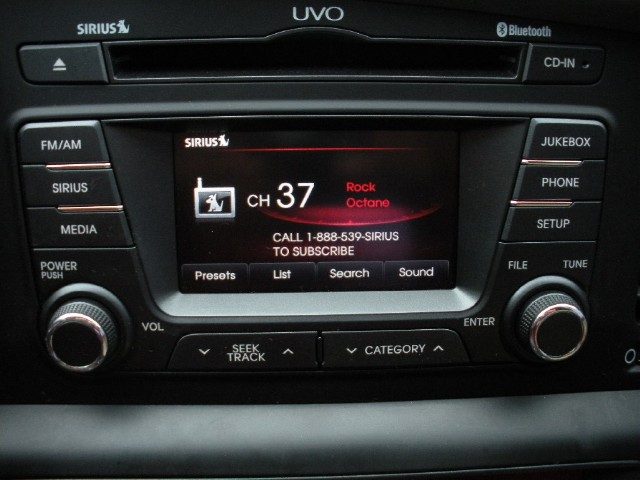 SIRIUS
UVO
Bluetooth
CD-IN
FM/AM
SIRIUS
MEDIA
POWER
PUSH
VOL
SIRIUS
CH 37
Rock
Octane
CALL 1-888-539-SIRIUS
TO SUBSCRIBE
Presets List Search Sound
JUKEBOX
PHONE
SETUP
FILE TUNE
ENTER
SEEK
TRACK
CATEGORY